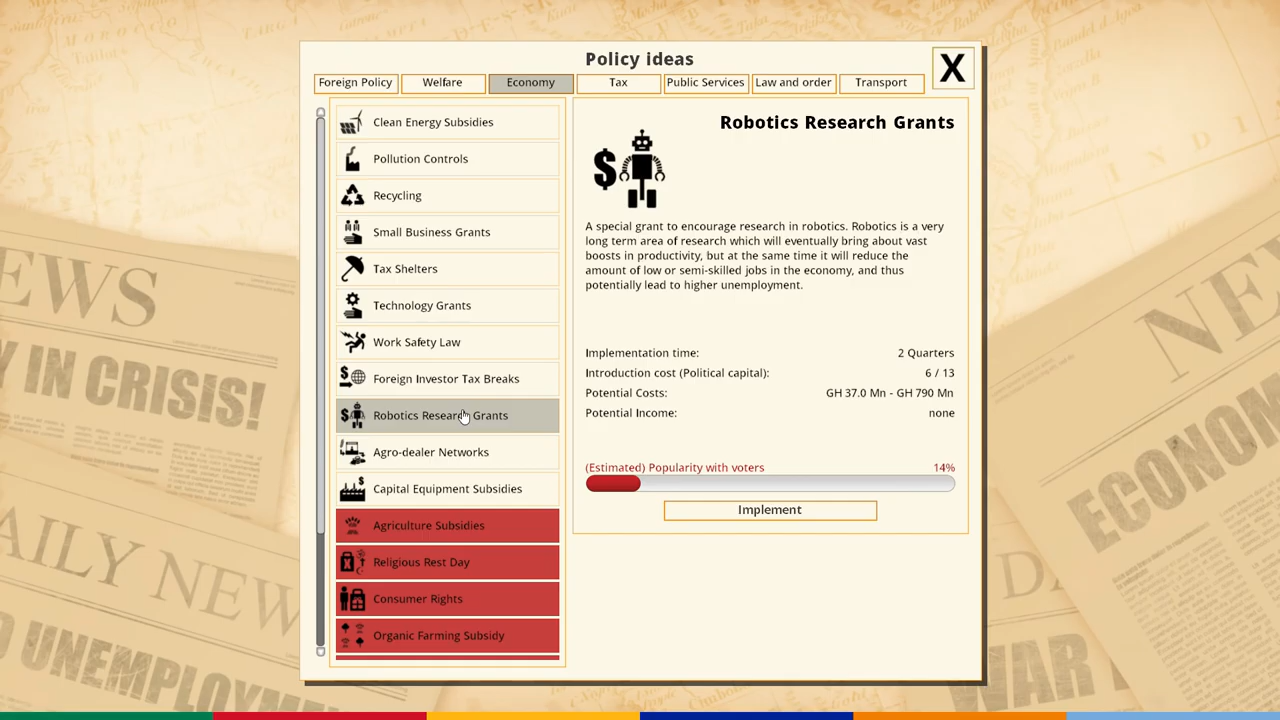 Policy ideas
X
Foreign Policy
Welfare
Economy
Tax
Public Services
Law and order
Transport
Clean Energy Subsidies
Pollution Controls
Recycling
Small Business Grants
Tax Shelters
Technology Grants
Work Safety Law
Foreign Investor Tax Breaks
Robotics Research Grants
Agro-dealer Networks
Capital Equipment Subsidies
Agriculture Subsidies
Religious Rest Day
Consumer Rights
Organic Farming Subsidy
Robotics Research Grants
A special grant to encourage research in robotics. Robotics is a very
long term area of research which will eventually bring about vast
boosts in productivity, but at the same time it will reduce the
amount of low or semi-skilled jobs in the economy, and thus
potentially lead to higher unemployment.
Implementation time: 2 Quarters
Introduction cost (Political capital): 6 / 13
Potential Costs: GH 37.0 Mn - GH 790 Mn
Potential Income: none
(Estimated) Popularity with voters 14%
Implement
EWS
Y IN CRISIS!
AILY NEW
UNEMPLOYM
NE
ECONOM
WAR